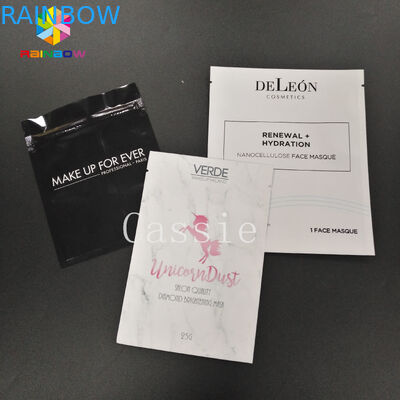 RAINBOW
RAINBOW
MAKE UP FOR EVER
PROFESSIONAL - PARIS
DELEÓN
COSMETICS
RENEWAL +
HYDRATION
NANOCELLULOSE FACE MASQUE
1 FACE MASQUE
VERDE
Cassie
UnicornDust
SALON QUALITY
DIAMOND BRIGHTENING MASK
25G